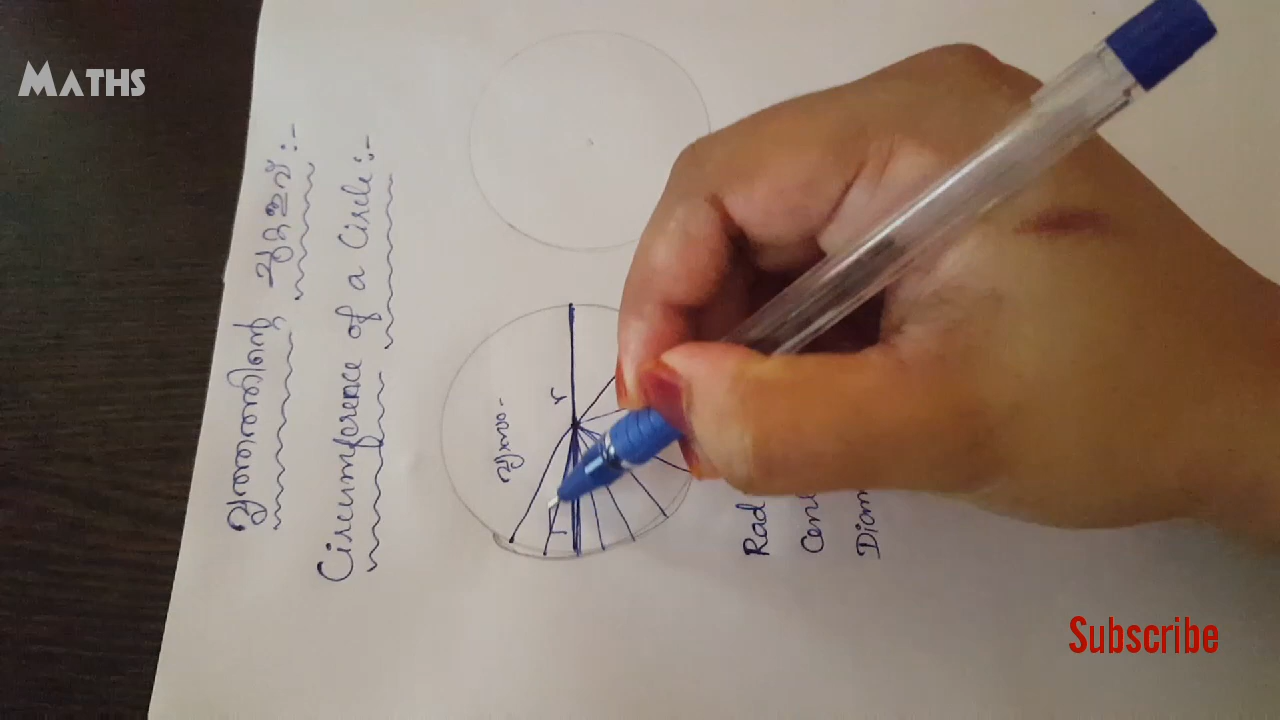 MATHS
വൃത്തത്തിന്റെ ചുറ്റളവ് :-
Circumference of a Circle :-
r
r
Rad
Cen
Diam
Subscribe